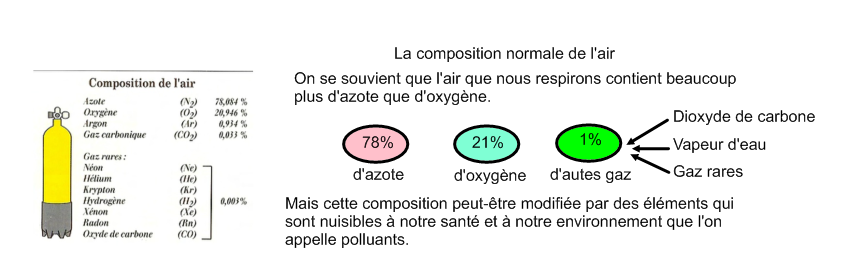 La composition normale de l'air
On se souvient que l'air que nous respirons contient beaucoup
plus d'azote que d'oxygène.
Composition de l'air
Azote (N2) 78,084 %
Oxygène (O2) 20,946 %
Argon (Ar) 0,934 %
Gaz carbonique (CO2) 0,033 %
Gaz rares :
Néon (Ne)
Hélium (He)
Krypton (Kr)
Hydrogène (H2) 0,003%
Xénon (Xe)
Radon (Rn)
Oxyde de carbone (CO)
78%
21%
1%
d'azote
d'oxygène
d'autes gaz
Dioxyde de carbone
Vapeur d'eau
Gaz rares
Mais cette composition peut-être modifiée par des éléments qui
sont nuisibles à notre santé et à notre environnement que l'on
appelle polluants.